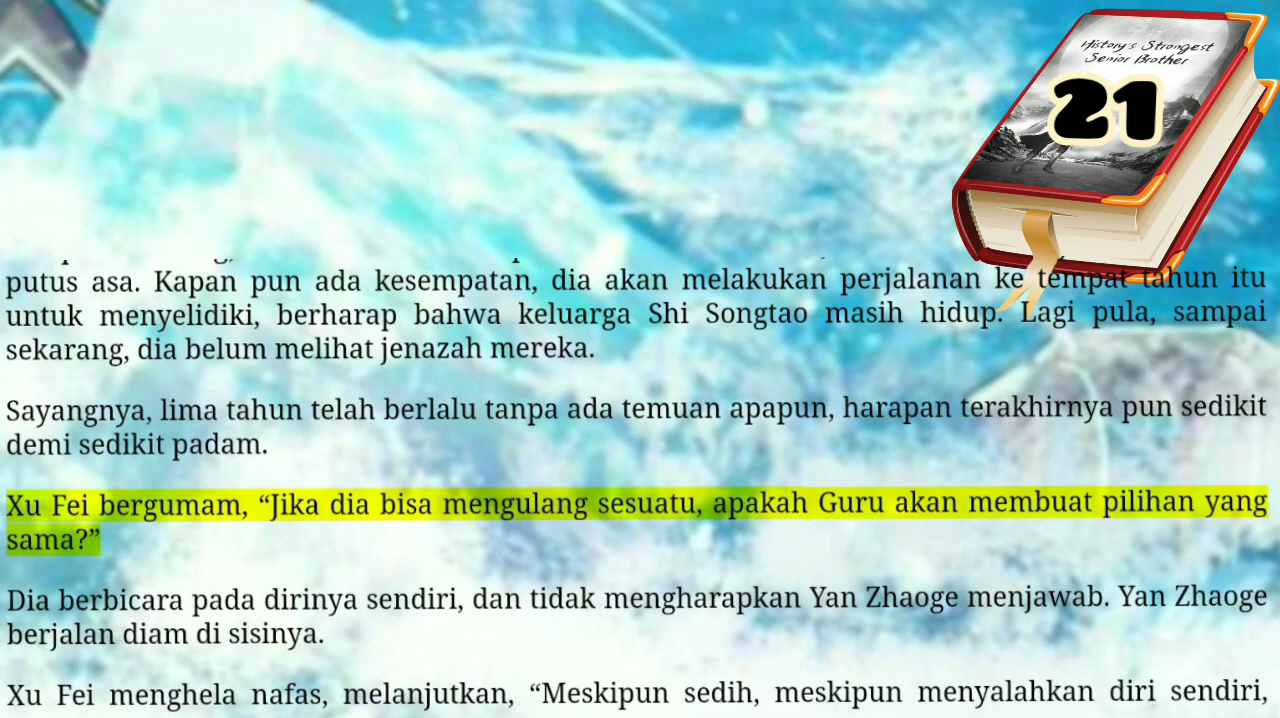 History's Strongest
Senior Brother
21
putus asa. Kapan pun ada kesempatan, dia akan melakukan perjalanan ke tempat tahun itu
untuk menyelidiki, berharap bahwa keluarga Shi Songtao masih hidup. Lagi pula, sampai
sekarang, dia belum melihat jenazah mereka.
Sayangnya, lima tahun telah berlalu tanpa ada temuan apapun, harapan terakhirnya pun sedikit
demi sedikit padam.
Xu Fei bergumam, “Jika dia bisa mengulang sesuatu, apakah Guru akan membuat pilihan yang
sama?”
Dia berbicara pada dirinya sendiri, dan tidak mengharapkan Yan Zhaoge menjawab. Yan Zhaoge
berjalan diam di sisinya.
Xu Fei menghela nafas, melanjutkan, “Meskipun sedih, meskipun menyalahkan diri sendiri,